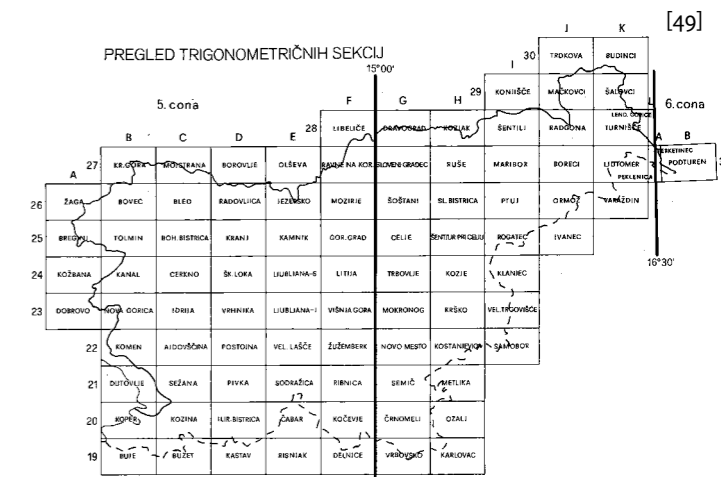 [49]
PREGLED TRIGONOMETRIČNIH SEKCIJ
15°00'
5. cona
6. cona
J K
30 TRDKOVA BUDINCI
I
29 KONJIŠČE MAČKOVCI ŠALOVCI
F G H L
28 LIBELIČE DRAVOGRAD KOZJAK ŠENTILJ RADGONA LEND. GORICE TURNIŠČE
B C D E A B
27 KR.GORA MOJSTRANA BOROVLJE OLŠEVA RAVNE NA KOR. SLOVENJ GRADEC RUŠE MARIBOR BORECI LJUTOMER PEKLENICA PODTUREN
A
26 ŽAGA BOVEC BLED RADOVLJICA JEZERSKO MOZIRJE ŠOŠTANJ SL. BISTRICA PTUJ ORMOŽ VARAŽDIN
25 BREGINJ TOLMIN BOH. BISTRICA KRANJ KAMNIK GOR.GRAD CELJE ŠENTJUR PRI CELJU ROGATEC IVANEC
16°30'
24 KOŽBANA KANAL CERKNO ŠK. LOKA LJUBLJANA-S LITIJA TRBOVLJE KOZJE KLANJEC
23 DOBROVO NOVA GORICA IDRIJA VRHNIKA LJUBLJANA-J VIŠNJA GORA MOKRONOG KRŠKO VEL.TRGOVIŠČE
22 KOMEN AJDOVŠČINA POSTOJNA VEL. LAŠČE ŽUŽEMBERK NOVO MESTO KOSTANJEVICA SAMOBOR
21 DUTOVLJE SEŽANA PIVKA SODRAŽICA RIBNICA SEMIČ METLIKA
20 KOPER KOZINA ILIR. BISTRICA ČABAR KOČEVJE ČRNOMELJ OZALJ
19 BUJE BUZET KASTAV RISNJAK DELNICE VRBOVSKO KARLOVAC